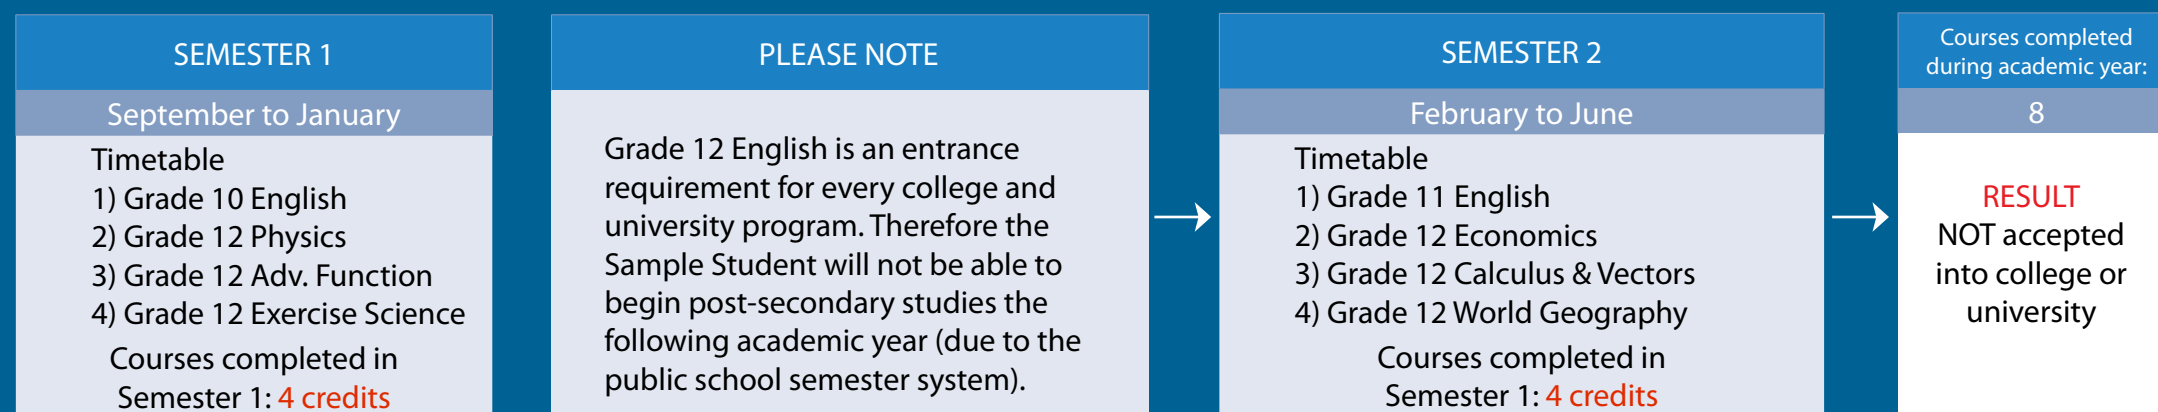 SEMESTER 1
September to January
Timetable
1) Grade 10 English
2) Grade 12 Physics
3) Grade 12 Adv. Function
4) Grade 12 Exercise Science
Courses completed in
Semester 1: 4 credits
PLEASE NOTE
Grade 12 English is an entrance
requirement for every college and
university program. Therefore the
Sample Student will not be able to
begin post-secondary studies the
following academic year (due to the
public school semester system).
SEMESTER 2
February to June
Timetable
1) Grade 11 English
2) Grade 12 Economics
3) Grade 12 Calculus & Vectors
4) Grade 12 World Geography
Courses completed in
Semester 1: 4 credits
Courses completed
during academic year:
8
RESULT
NOT accepted
into college or
university